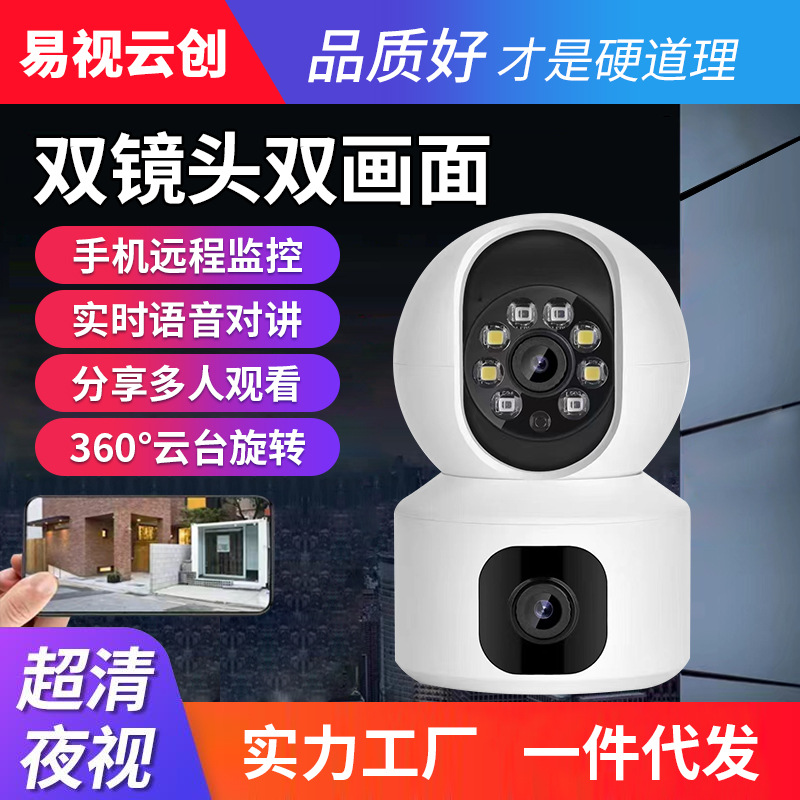 易视云创
品质好 才是硬道理
双镜头双画面
手机远程监控
实时语音对讲
分享多人观看
360°云台旋转
超清
夜视
实力工厂 一件代发